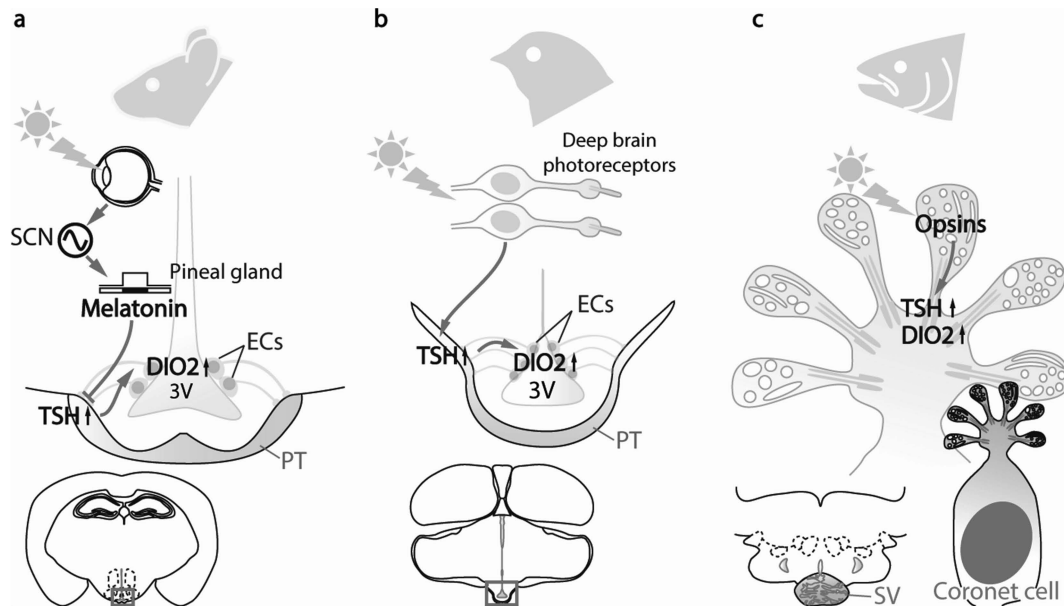 a
SCN
Pineal gland
Melatonin
ECs
DIO2
3V
TSH
PT
b
Deep brain
photoreceptors
ECs
TSH
DIO2
3V
PT
c
Opsins
TSH
DIO2
SV
Coronet cell